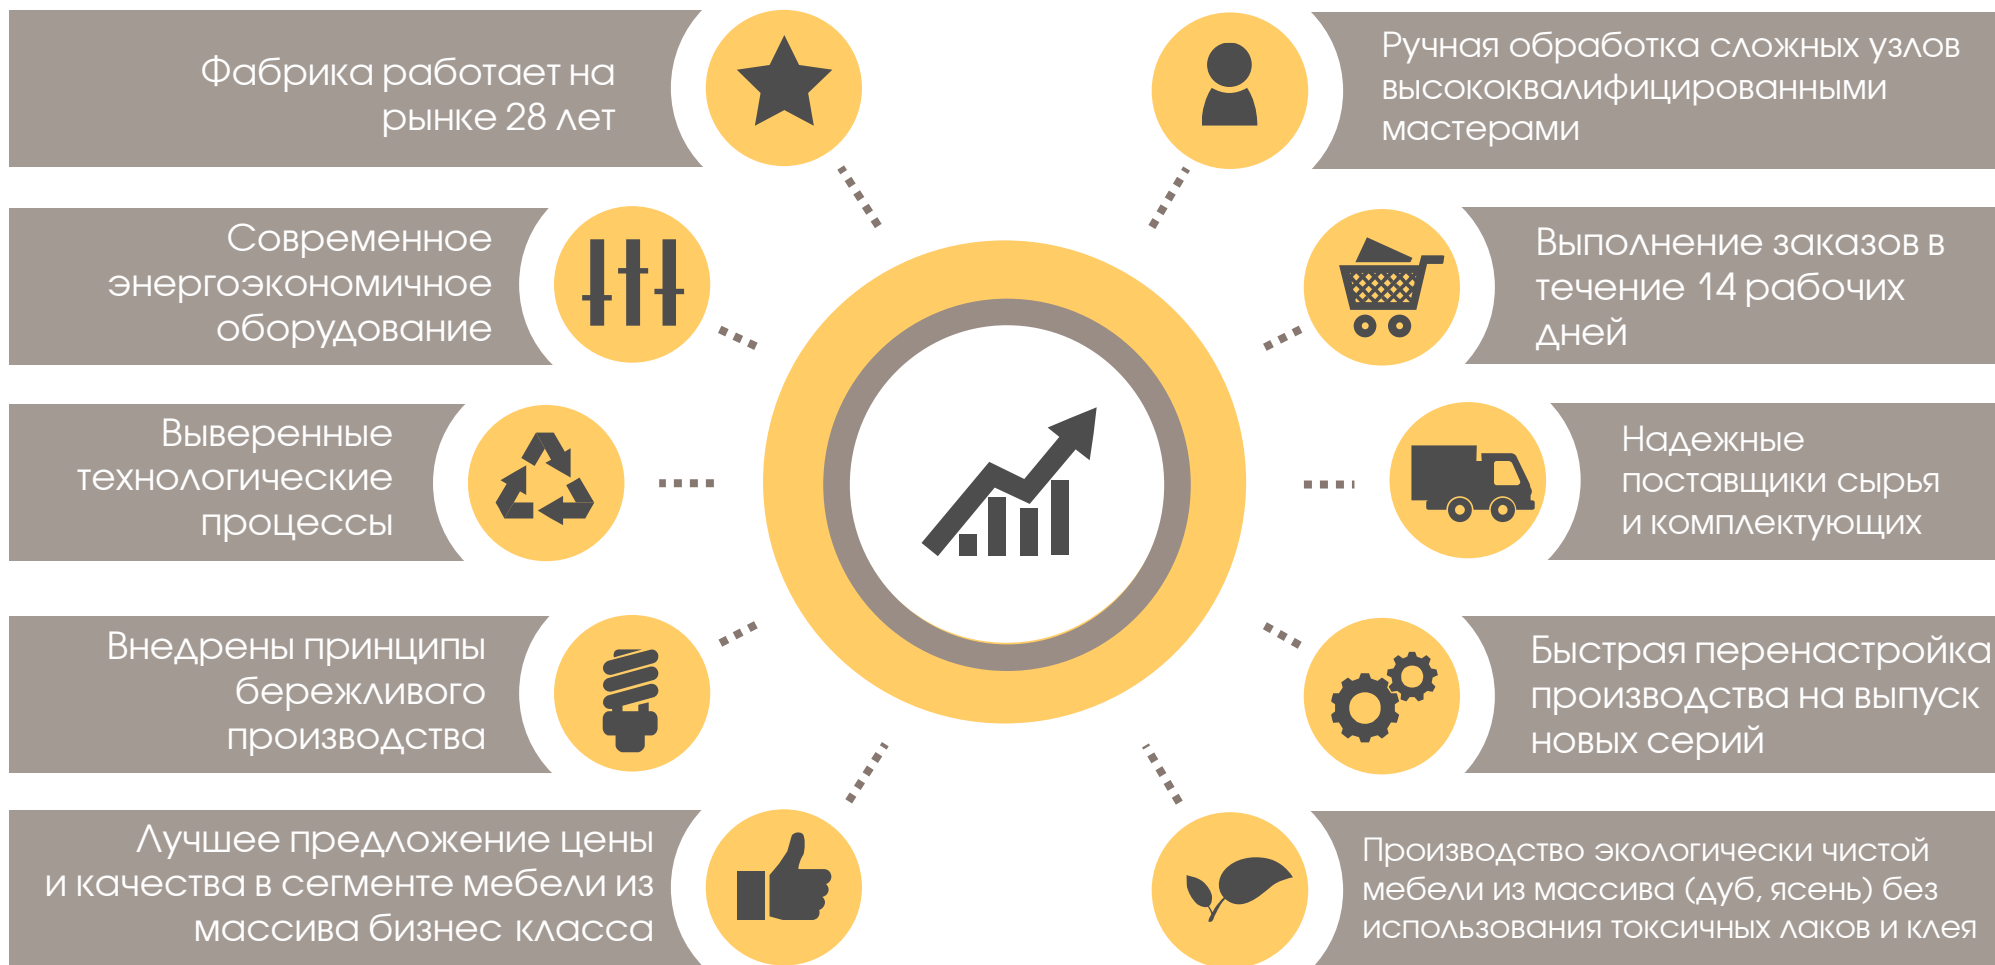 Фабрика работает на
рынке 28 лет
Современное
энергоэкономичное
оборудование
Выверенные
технологические
процессы
Внедрены принципы
бережливого
производства
Лучшее предложение цены
и качества в сегменте мебели из
массива бизнес класса
Ручная обработка сложных узлов
высококвалифицированными
мастерами
Выполнение заказов в
течение 14 рабочих
дней
Надежные
поставщики сырья
и комплектующих
Быстрая перенастройка
производства на выпуск
новых серий
Производство экологически чистой
мебели из массива (дуб, ясень) без
использования токсичных лаков и клея